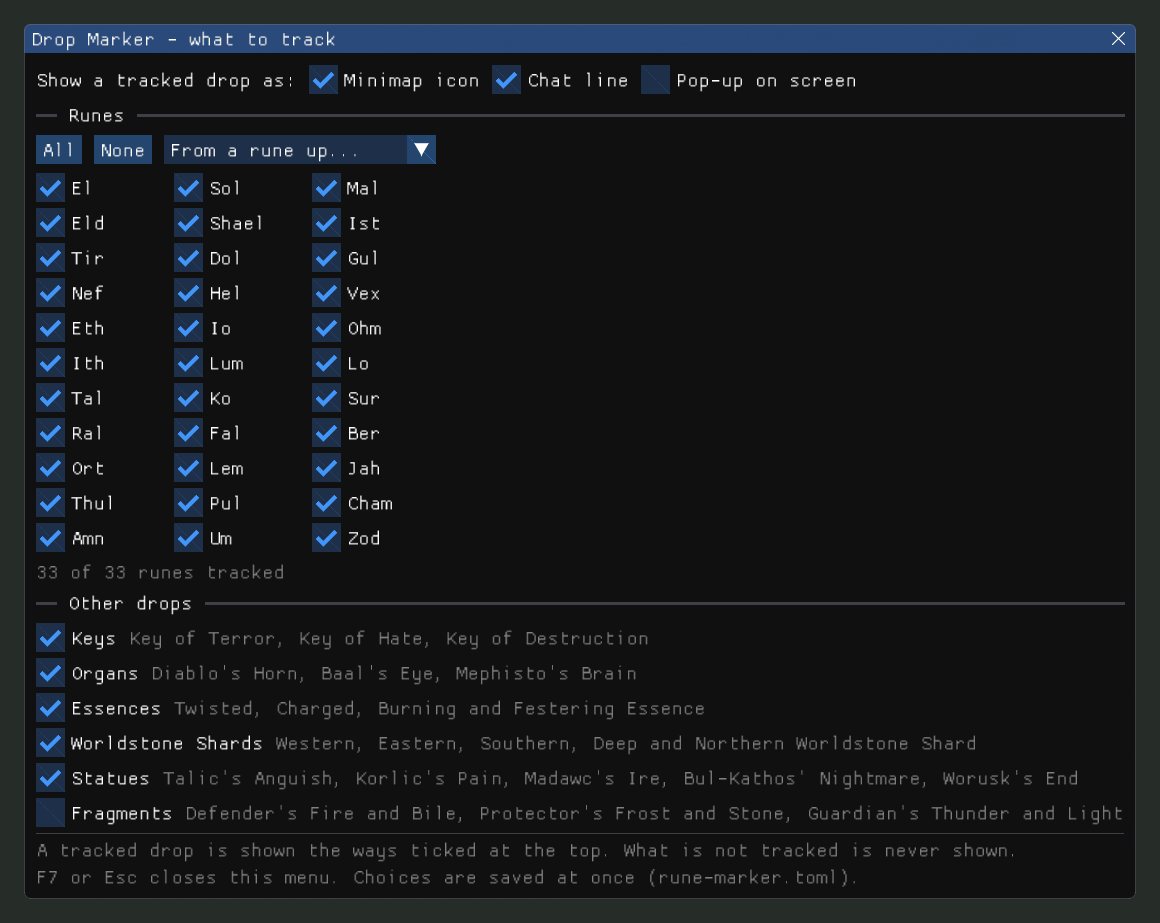 Drop Marker - what to track
Show a tracked drop as: Minimap icon Chat line Pop-up on screen
Runes
All None From a rune up...
El Sol Mal
Eld Shael Ist
Tir Dol Gul
Nef Hel Vex
Eth Io Ohm
Ith Lum Lo
Tal Ko Sur
Ral Fal Ber
Ort Lem Jah
Thul Pul Cham
Amn Um Zod
33 of 33 runes tracked
Other drops
Keys Key of Terror, Key of Hate, Key of Destruction
Organs Diablo's Horn, Baal's Eye, Mephisto's Brain
Essences Twisted, Charged, Burning and Festering Essence
Worldstone Shards Western, Eastern, Southern, Deep and Northern Worldstone Shard
Statues Talic's Anguish, Korlic's Pain, Madawc's Ire, Bul-Kathos' Nightmare, Worusk's End
Fragments Defender's Fire and Bile, Protector's Frost and Stone, Guardian's Thunder and Light
A tracked drop is shown the ways ticked at the top. What is not tracked is never shown.
F7 or Esc closes this menu. Choices are saved at once (rune-marker.toml).